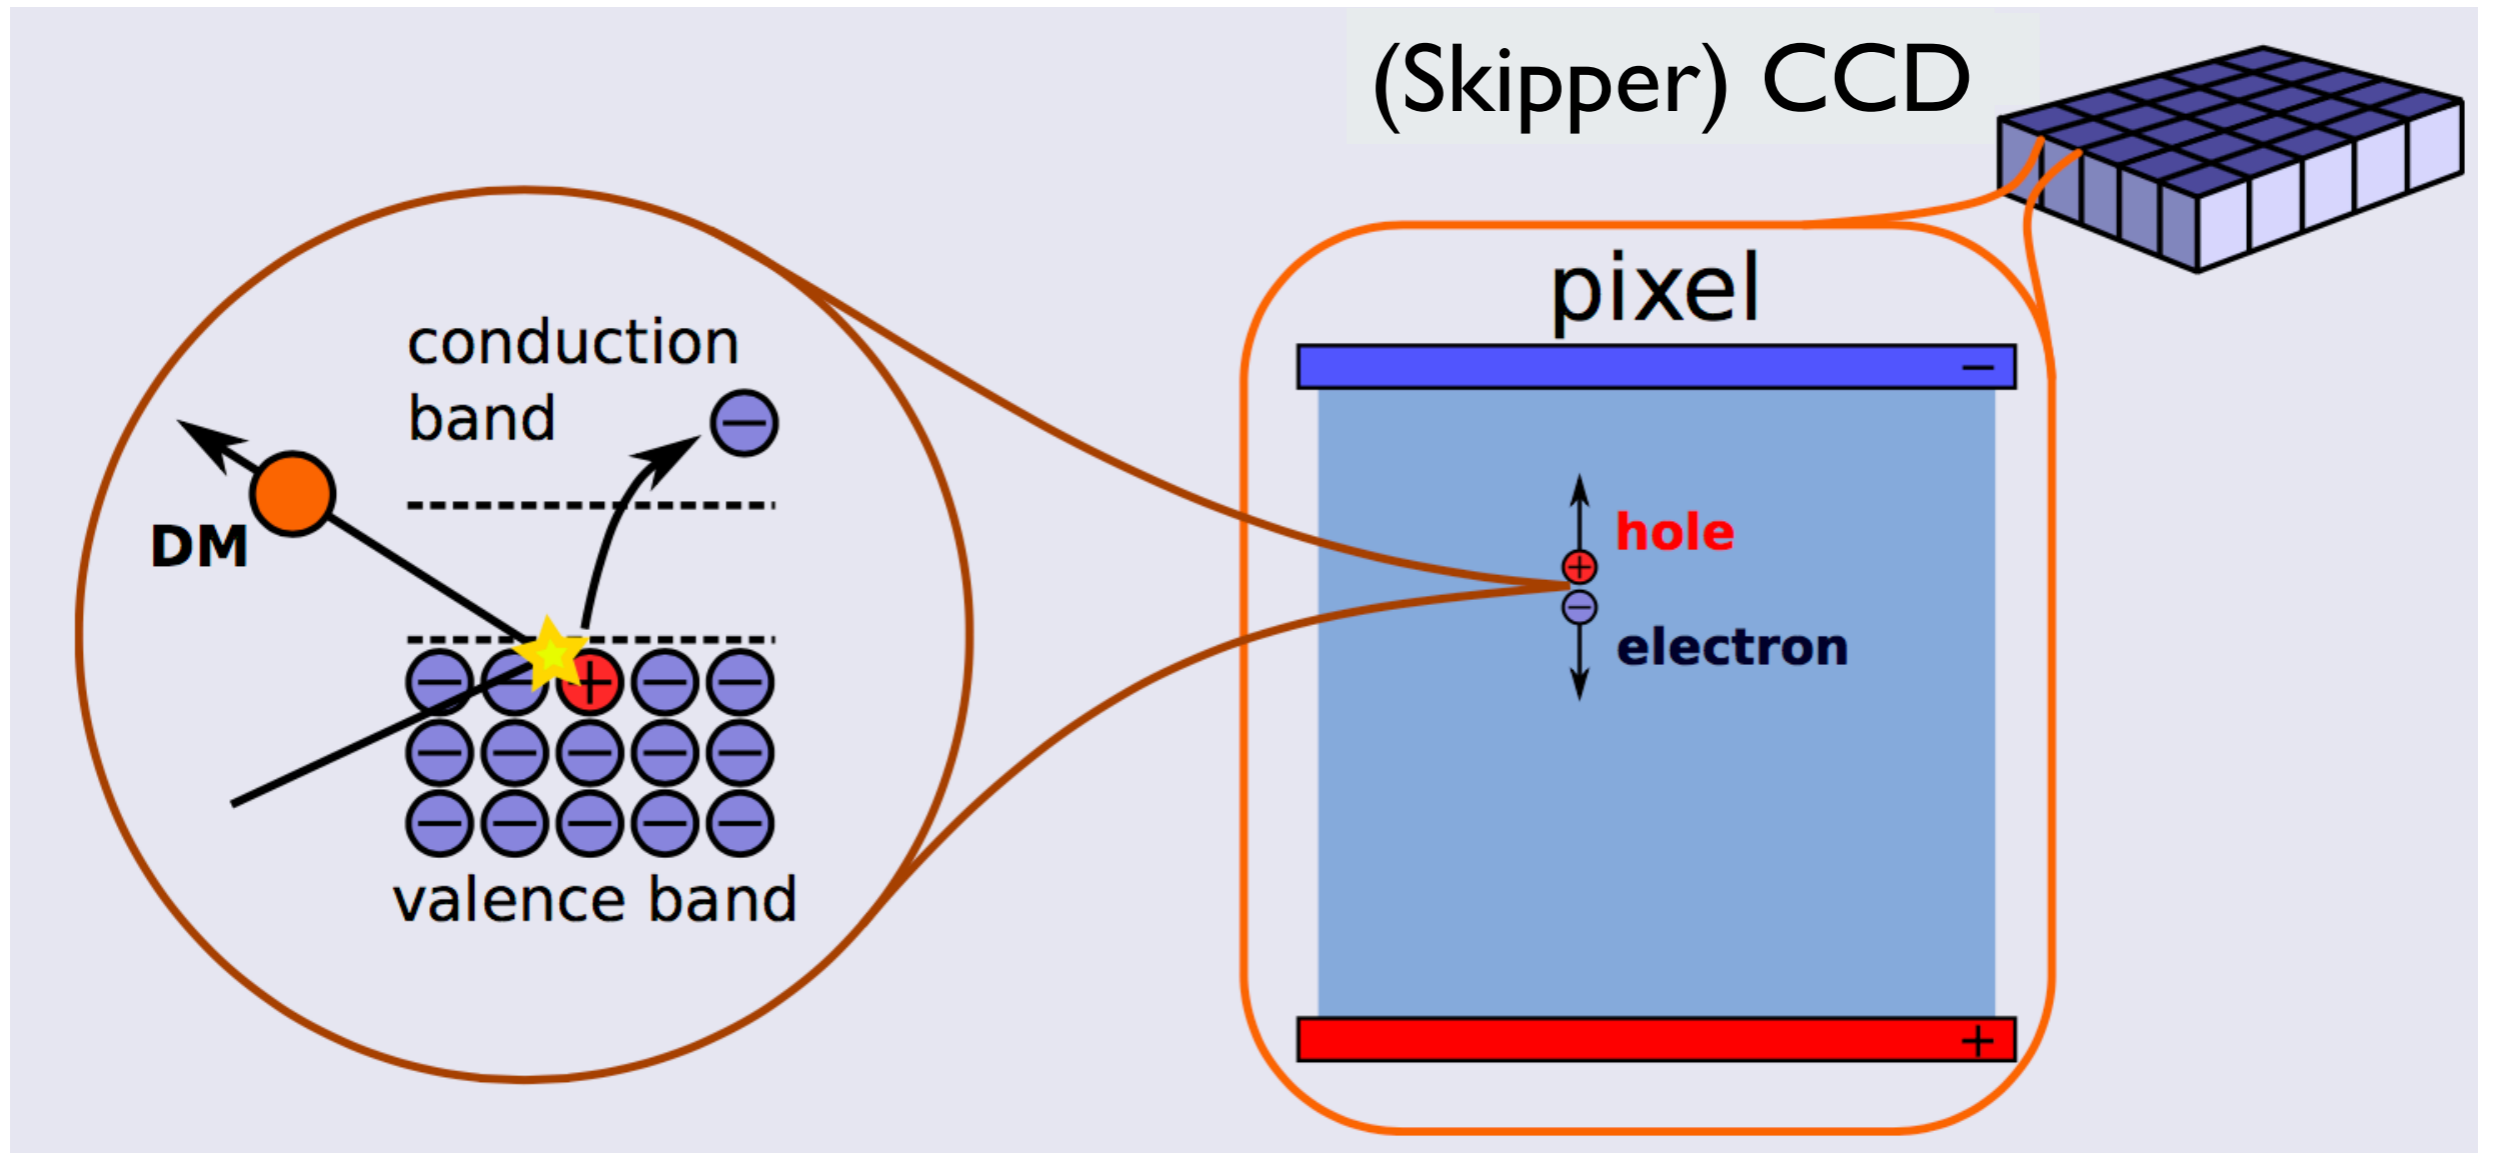 (Skipper) CCD
pixel
−
hole
+
−
electron
+
conduction
band
−
DM
− − + − −
− − − − −
− − − − −
valence band